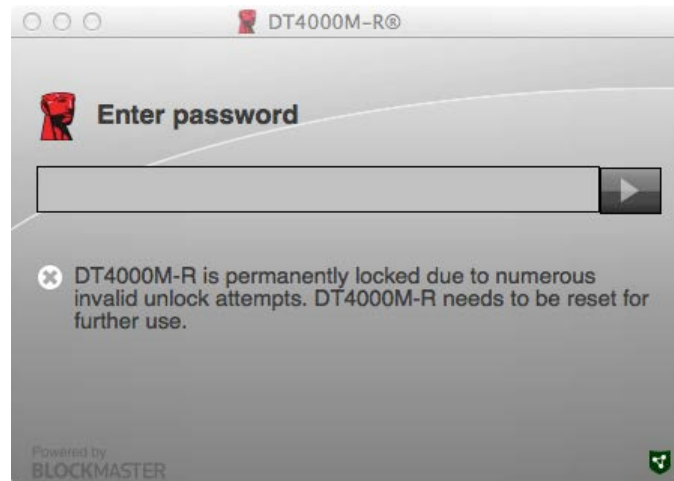 DT4000M-R®
Enter password
DT4000M-R is permanently locked due to numerous
invalid unlock attempts. DT4000M-R needs to be reset for
further use.
Powered by
BLOCKMASTER